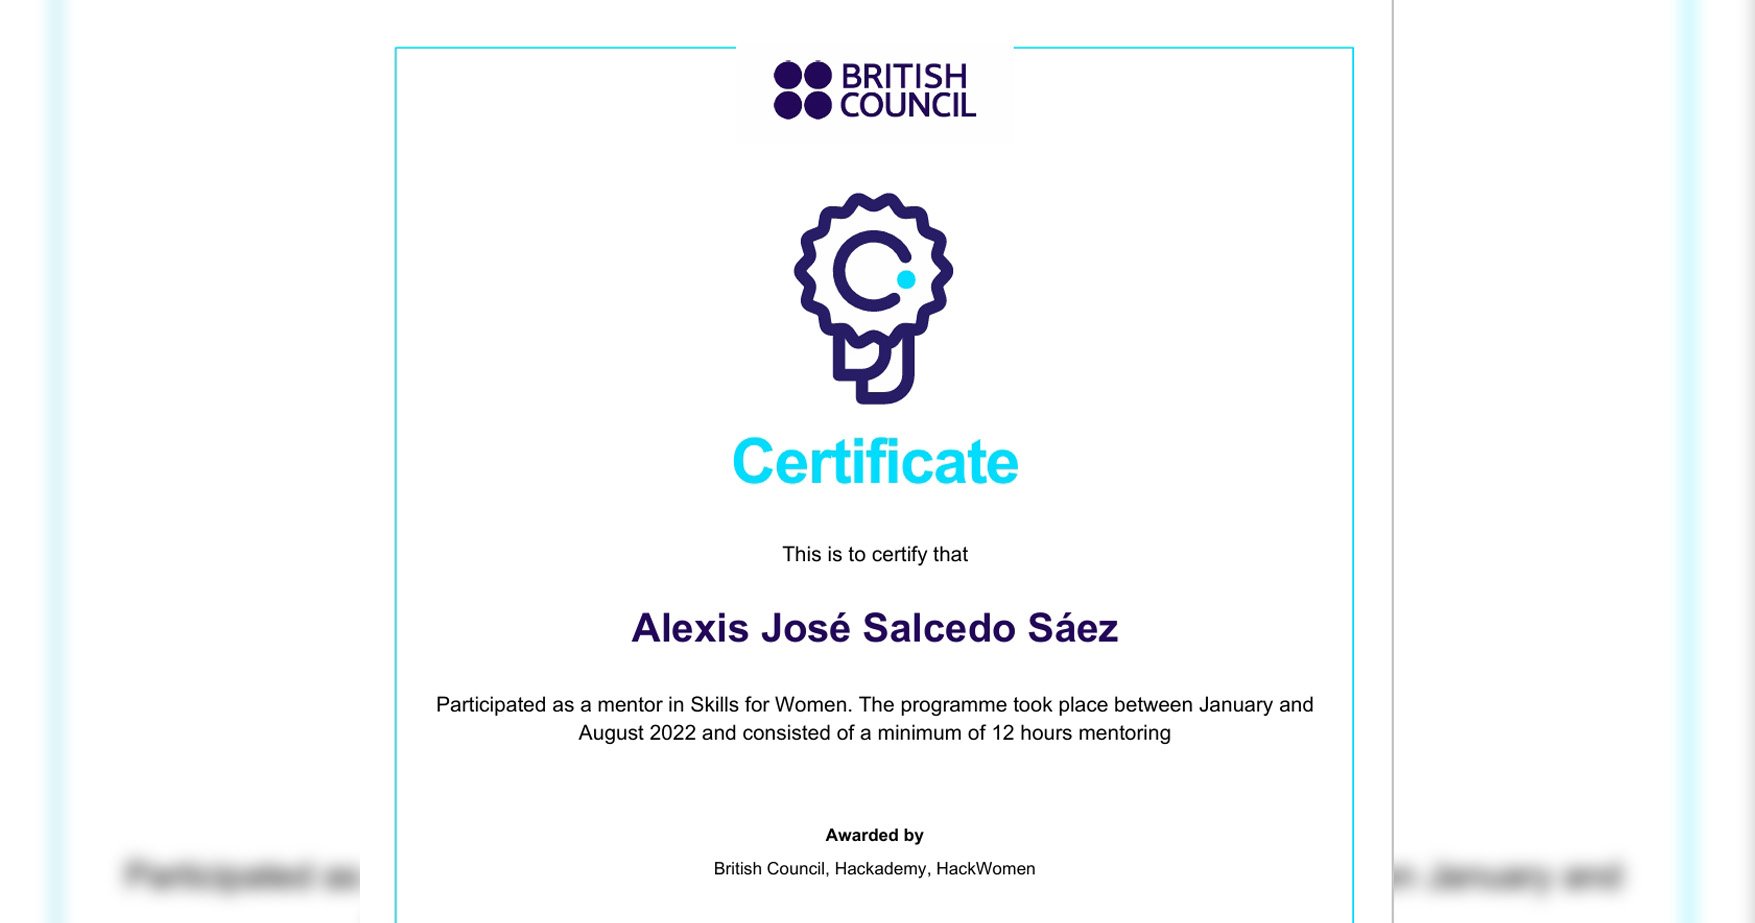 BRITISH
COUNCIL
Certificate
This is to certify that
Alexis José Salcedo Sáez
Participated as a mentor in Skills for Women. The programme took place between January and
August 2022 and consisted of a minimum of 12 hours mentoring
Awarded by
British Council, Hackademy, HackWomen
Participated as
January and